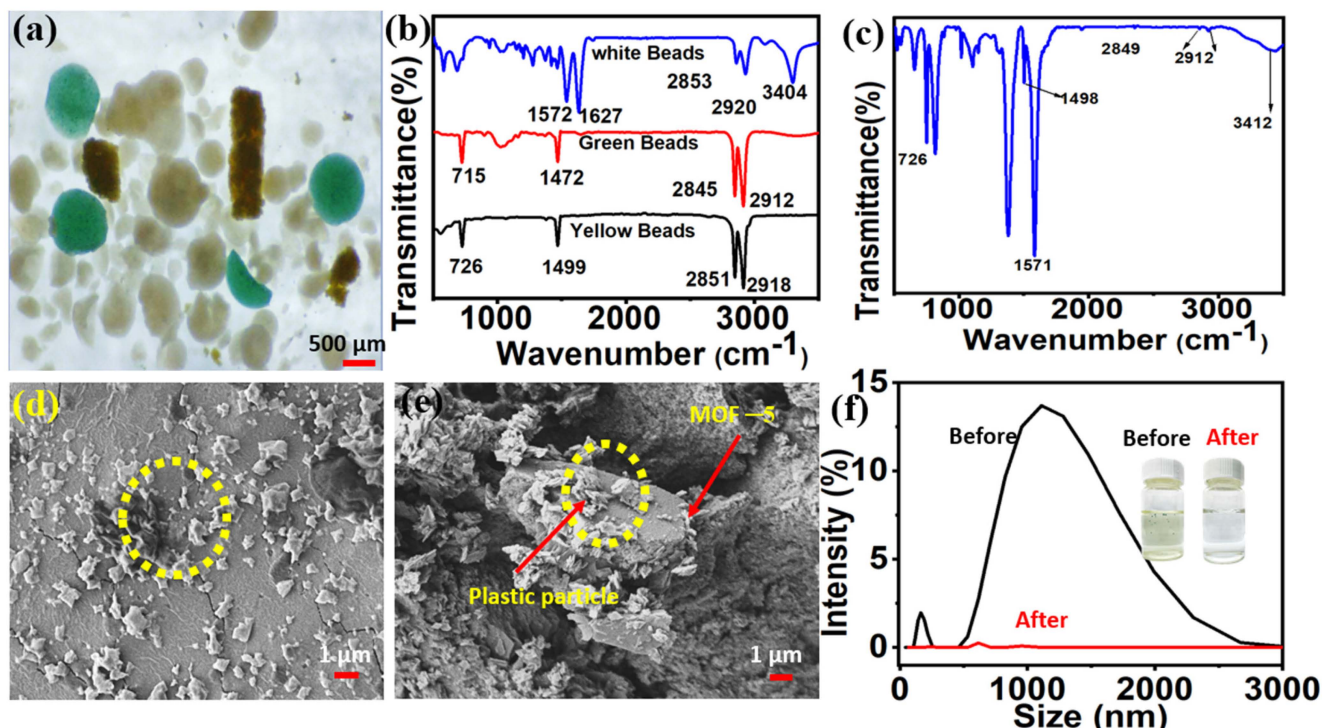 (a)
500 μm
(b)
Transmittance(%)
white Beads
2853
3404
1572
1627
2920
Green Beads
715
1472
2845
2912
Yellow Beads
726
1499
2851
2918
1000
2000
3000
Wavenumber (cm-1)
(c)
Transmittance(%)
2849
2912
1498
3412
726
1571
1000
2000
3000
Wavenumber (cm-1)
(d)
1 μm
(e)
MOF —5
Plastic particle
1 μm
(f)
Intensity (%)
15
10
5
0
Before
Before
After
After
0
1000
2000
3000
Size (nm)